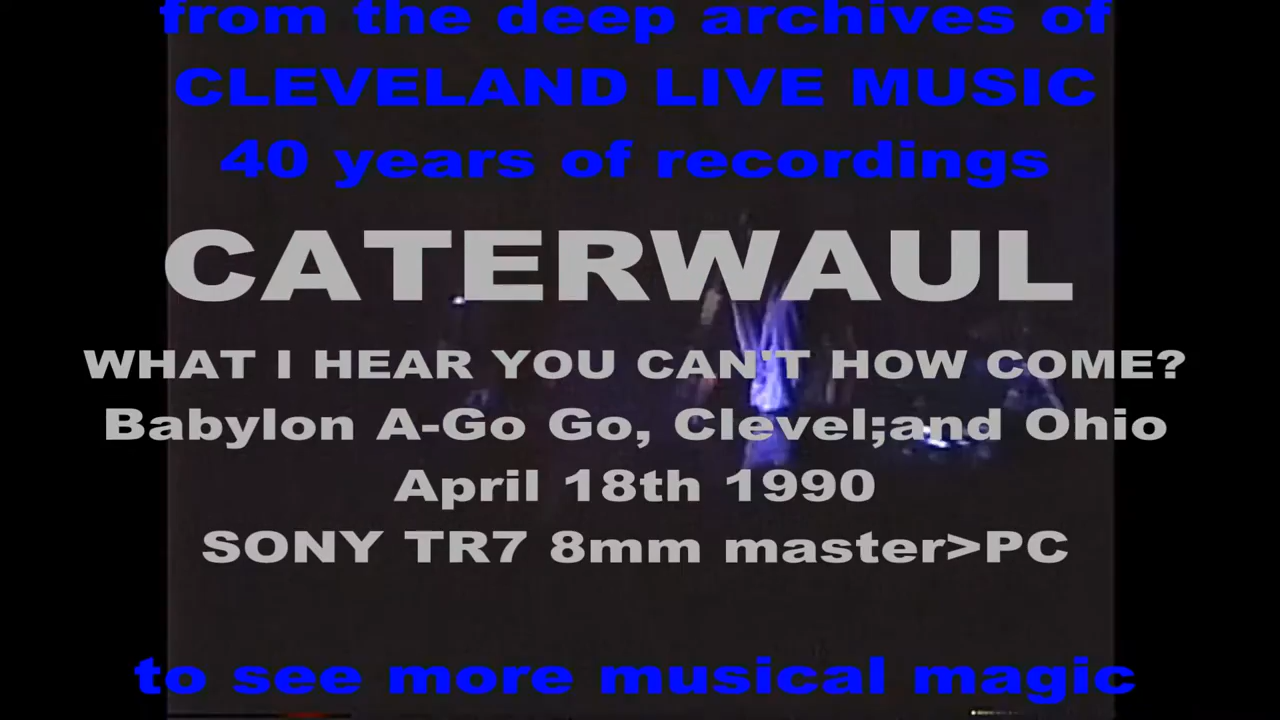 from the deep archives of
CLEVELAND LIVE MUSIC
40 years of recordings
CATERWAUL
WHAT I HEAR YOU CAN'T HOW COME?
Babylon A-Go Go, Clevel;and Ohio
April 18th 1990
SONY TR7 8mm master>PC
to see more musical magic